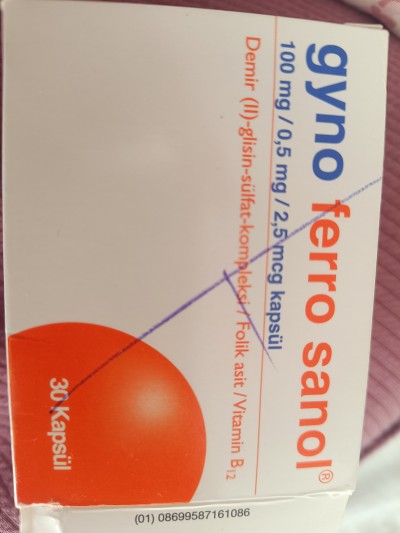 gyno ferro sanol®
100 mg / 0,5 mg / 2,5 mcg kapsül
Demir (II)-glisin-sülfat-kompleksi / Folik asit /Vitamin B12
30 Kapsül
(01) 08699587161086